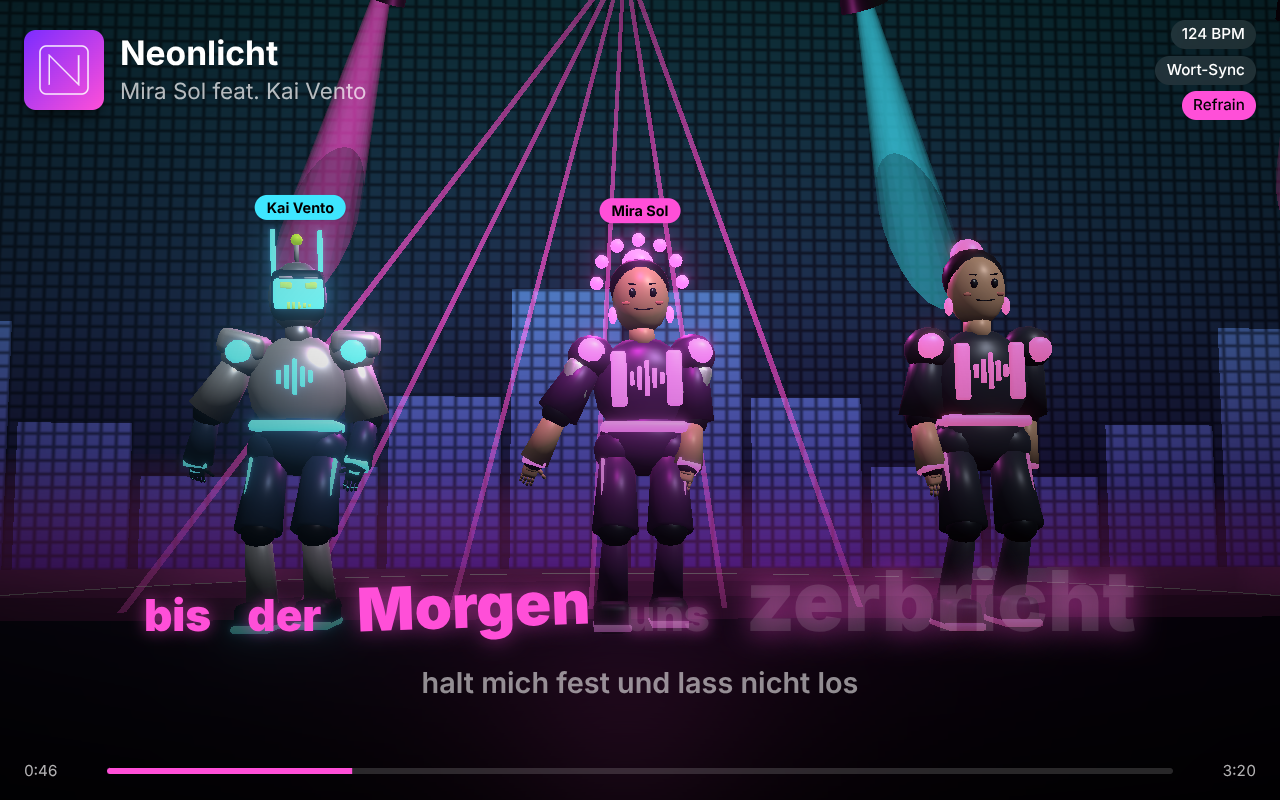 N
Neonlicht
Mira Sol feat. Kai Vento
124 BPM
Wort-Sync
Refrain
Kai Vento
Mira Sol
bis der Morgen uns zerbricht
halt mich fest und lass nicht los
0:46
3:20